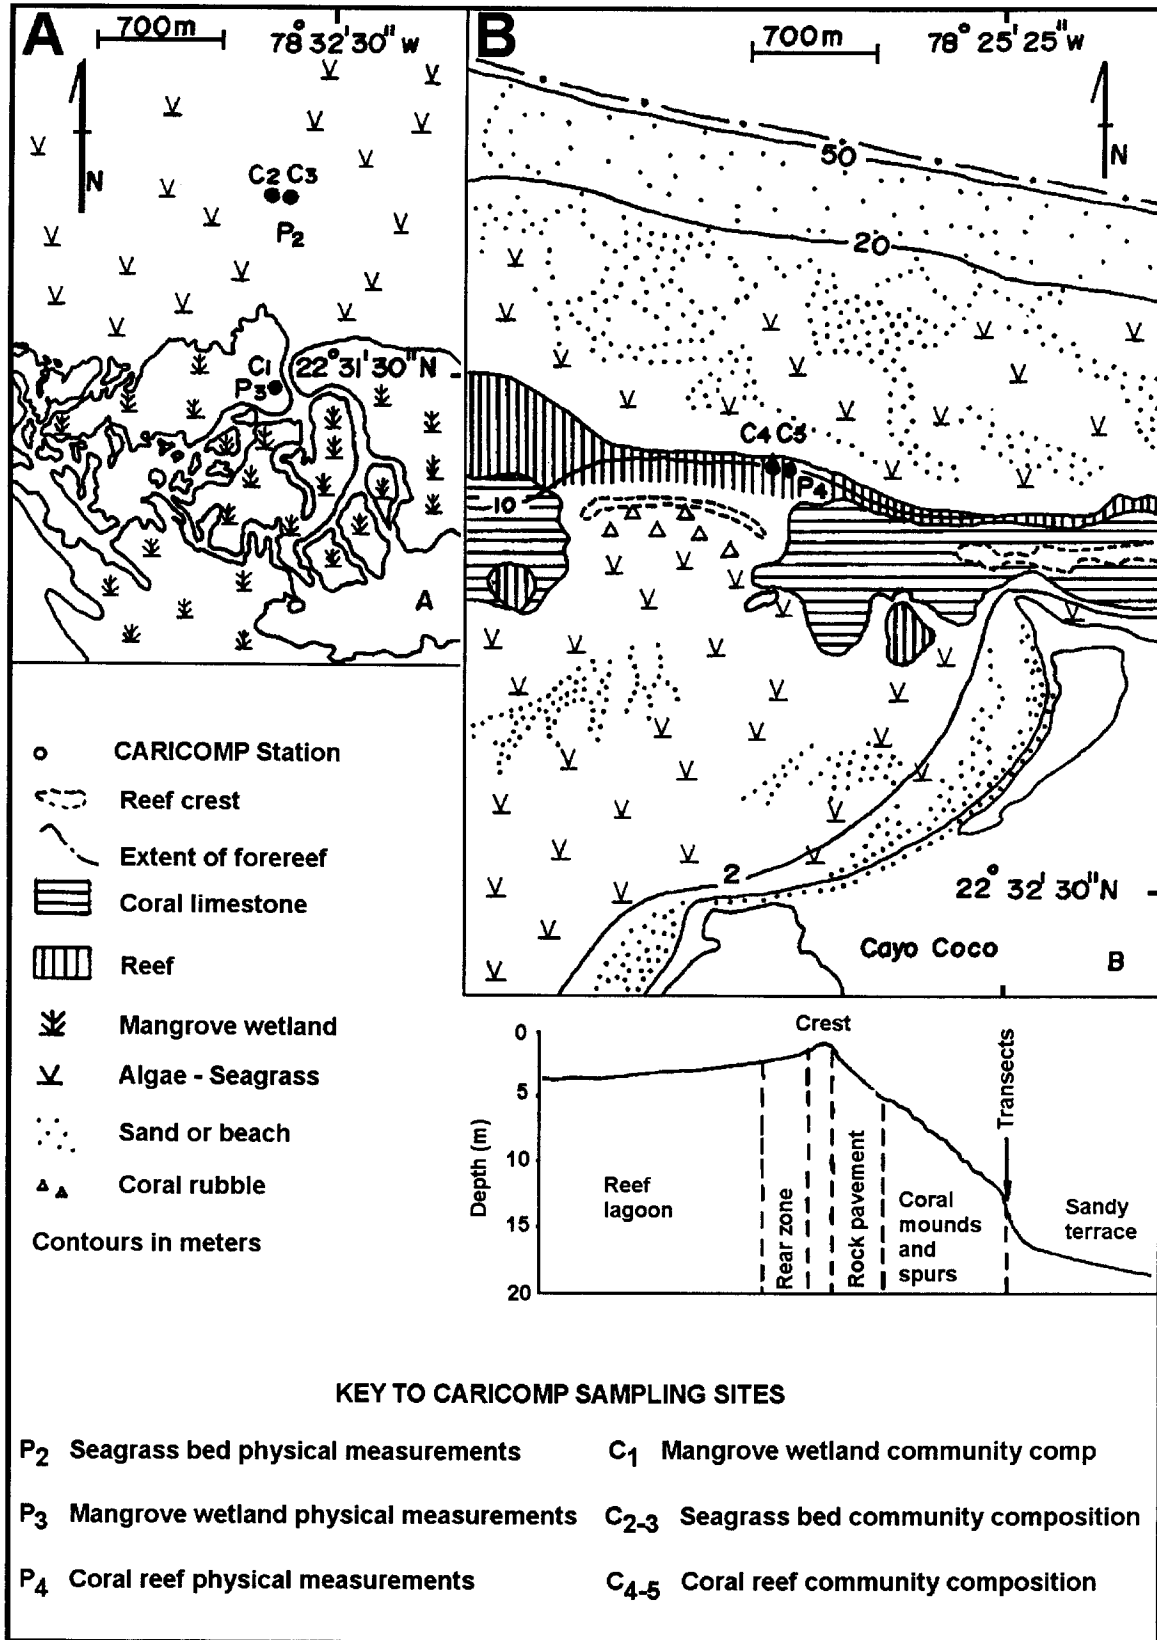 A
700m
78° 32' 30" W
N
C2 C3
P2
C1
P3
22° 31' 30" N
A
B
700m
78° 25' 25" W
N
50
20
C4 C5
P4
10
2
22° 32' 30" N
Cayo Coco
B
CARICOMP Station
Reef crest
Extent of forereef
Coral limestone
Reef
Mangrove wetland
Algae - Seagrass
Sand or beach
Coral rubble
Contours in meters
Depth (m)
0
5
10
15
20
Crest
Transects
Reef
lagoon
Rear zone
Rock pavement
Coral
mounds
and
spurs
Sandy
terrace
KEY TO CARICOMP SAMPLING SITES
P2 Seagrass bed physical measurements
C1 Mangrove wetland community comp
P3 Mangrove wetland physical measurements
C2-3 Seagrass bed community composition
P4 Coral reef physical measurements
C4-5 Coral reef community composition